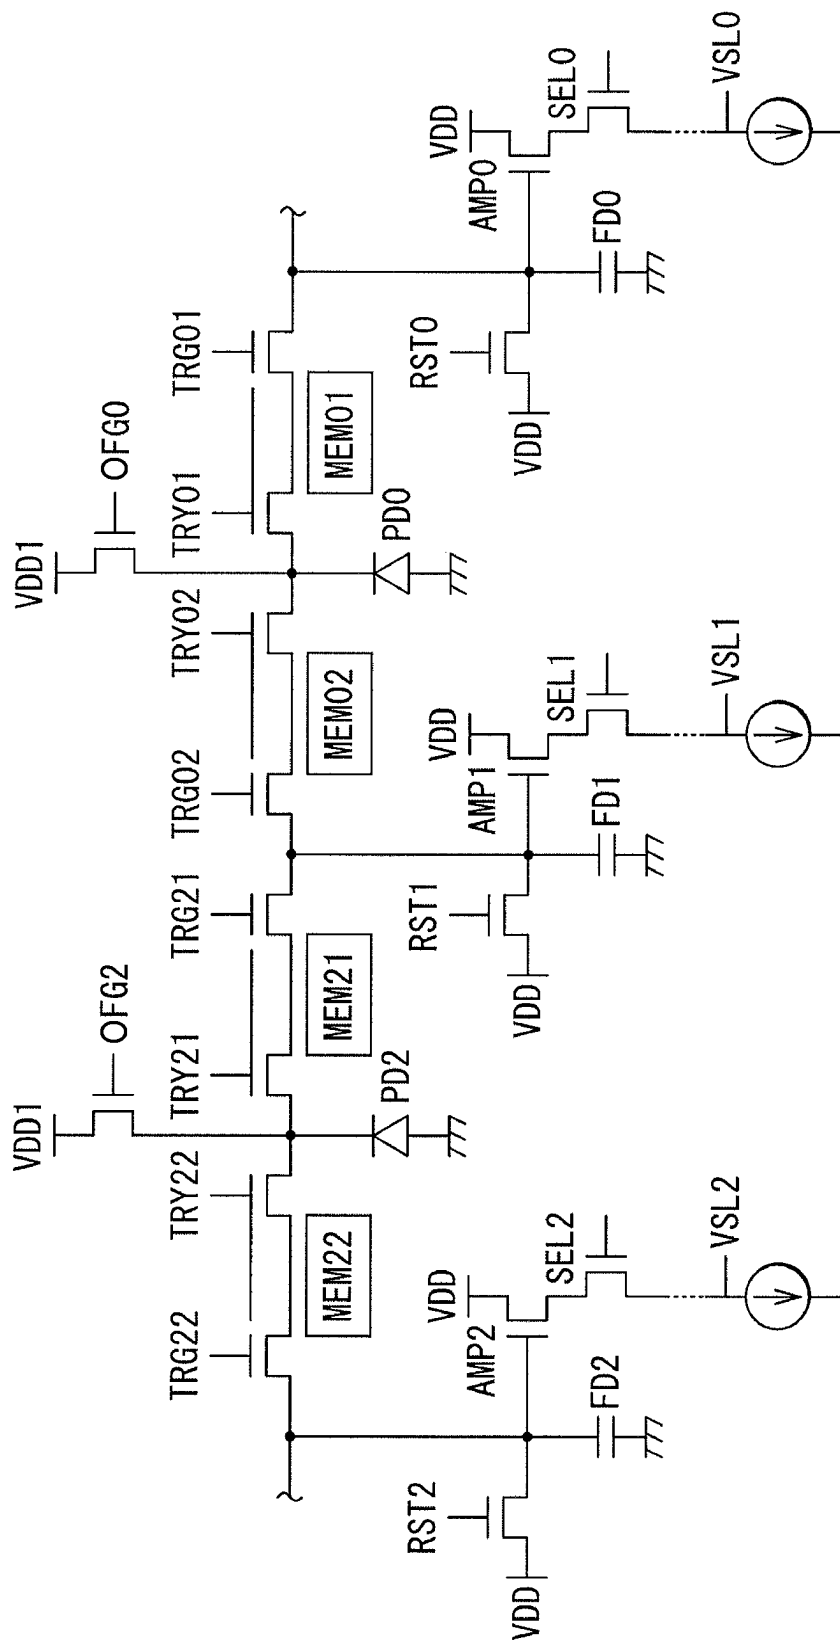 VDD1 VDD1
OFG2 OFG0
TRG22 TRY22 TRY21 TRG21 TRG02 TRY02 TRY01 TRG01
MEM22 MEM21 MEM02 MEM01
PD2 PD0
RST2 RST1 RST0
VDD VDD VDD
AMP2 AMP1 AMP0
VDD VDD VDD
SEL2 SEL1 SEL0
FD2 FD1 FD0
VSL2 VSL1 VSL0